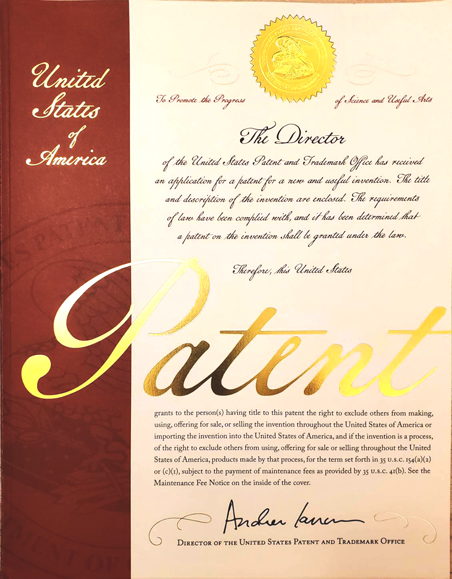 United
States
of
America
To Promote the Progress of Science and Useful Arts
The Director
of the United States Patent and Trademark Office has received
an application for a patent for a new and useful invention. The title
and description of the invention are enclosed. The requirements
of law have been complied with, and it has been determined that
a patent on the invention shall be granted under the law.
Therefore, this United States
Patent
grants to the person(s) having title to this patent the right to exclude others from making,
using, offering for sale, or selling the invention throughout the United States of America or
importing the invention into the United States of America, and if the invention is a process,
of the right to exclude others from using, offering for sale or selling throughout the United
States of America, products made by that process, for the term set forth in 35 U.S.C. 154(a)(2)
or (c)(1), subject to the payment of maintenance fees as provided by 35 U.S.C. 41(b). See the
Maintenance Fee Notice on the inside of the cover.
Director of the United States Patent and Trademark Office